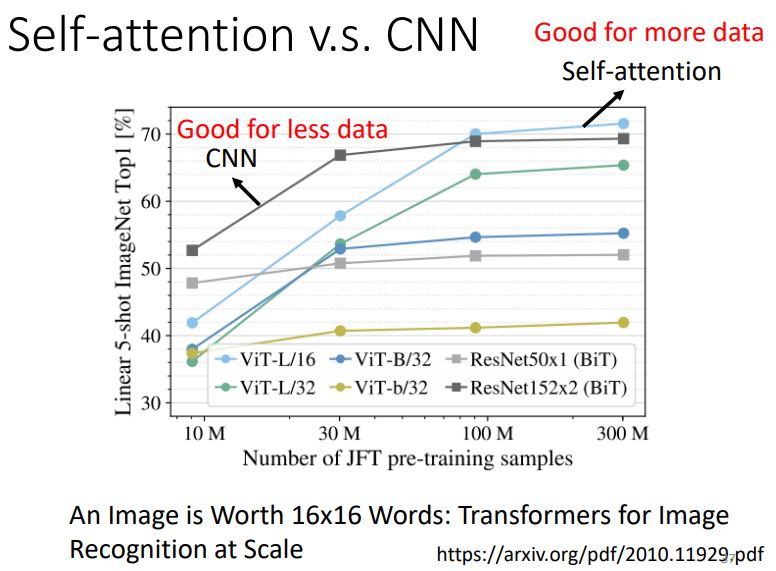 Self-attention v.s. CNN
Good for more data
Self-attention
Good for less data
CNN
Linear 5-shot ImageNet Top1 [%]
70
60
50
40
30
ViT-L/16
ViT-B/32
ResNet50x1 (BiT)
ViT-L/32
ViT-b/32
ResNet152x2 (BiT)
10 M
30 M
100 M
300 M
Number of JFT pre-training samples
An Image is Worth 16x16 Words: Transformers for Image
Recognition at Scale
https://arxiv.org/pdf/2010.11929.pdf
37